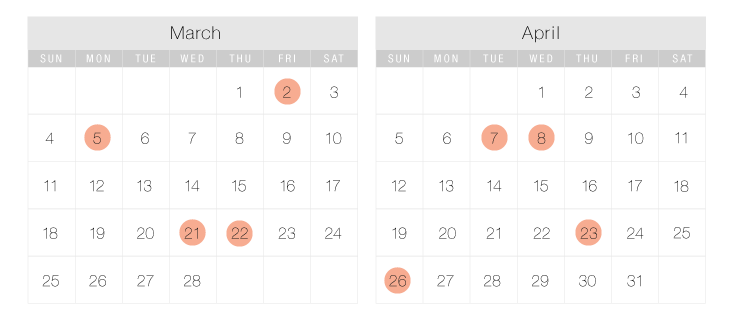 March
SUN MON TUE WED THU FRI SAT
1 2 3
4 5 6 7 8 9 10
11 12 13 14 15 16 17
18 19 20 21 22 23 24
25 26 27 28
April
SUN MON TUE WED THU FRI SAT
1 2 3 4
5 6 7 8 9 10 11
12 13 14 15 16 17 18
19 20 21 22 23 24 25
26 27 28 29 30 31